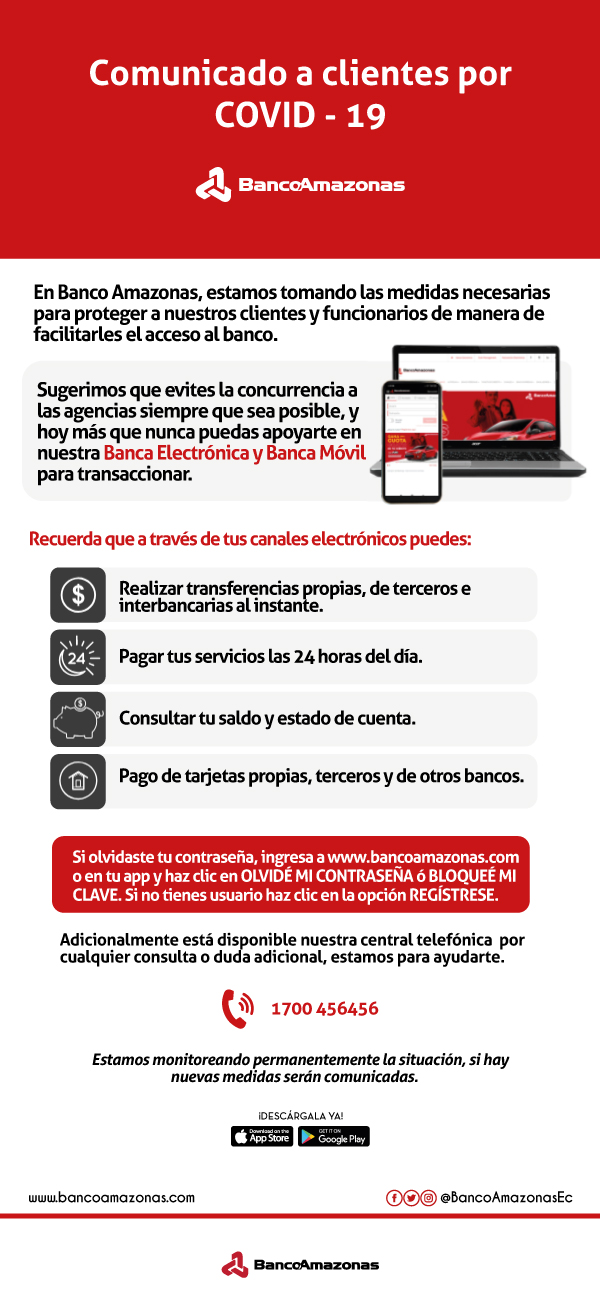 Comunicado a clientes por
COVID - 19
BancoAmazonas
En Banco Amazonas, estamos tomando las medidas necesarias
para proteger a nuestros clientes y funcionarios de manera de
facilitarles el acceso al banco.
Sugerimos que evites la concurrencia a
las agencias siempre que sea posible, y
hoy más que nunca puedas apoyarte en
nuestra Banca Electrónica y Banca Móvil
para transaccionar.
BancoAmazonas
BancoAmazonas
CUOTA
acer
Recuerda que a través de tus canales electrónicos puedes:
$
Realizar transferencias propias, de terceros e
interbancarias al instante.
24
Pagar tus servicios las 24 horas del día.
$
Consultar tu saldo y estado de cuenta.
Pago de tarjetas propias, terceros y de otros bancos.
Si olvidaste tu contraseña, ingresa a www.bancoamazonas.com
o en tu app y haz clic en OLVIDÉ MI CONTRASEÑA ó BLOQUEÉ MI
CLAVE. Si no tienes usuario haz clic en la opción REGÍSTRESE.
Adicionalmente está disponible nuestra central telefónica por
cualquier consulta o duda adicional, estamos para ayudarte.
1700 456456
Estamos monitoreando permanentemente la situación, si hay
nuevas medidas serán comunicadas.
¡DESCÁRGALA YA!
Download on the
App Store
GET IT ON
Google Play
www.bancoamazonas.com
@BancoAmazonasEc
BancoAmazonas